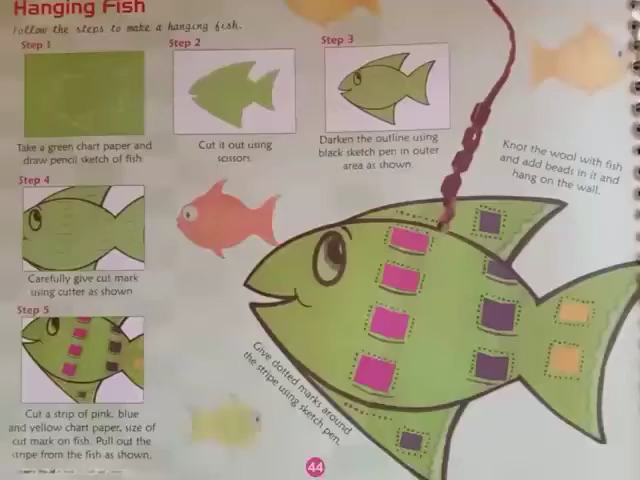 Hanging Fish
Follow the steps to make a hanging fish.
Step 1
Take a green chart paper and
draw pencil sketch of fish
Step 2
Cut it out using
scissors.
Step 3
Darken the outline using
black sketch pen in outer
area as shown.
Knot the wool with fish
and add beads in it and
hang on the wall.
Step 4
Carefully give cut mark
using cutter as shown
Step 5
Cut a strip of pink, blue
and yellow chart paper, size of
cut mark on fish. Pull out the
stripe from the fish as shown.
Give dotted marks around
the stripe using sketch pen.
44